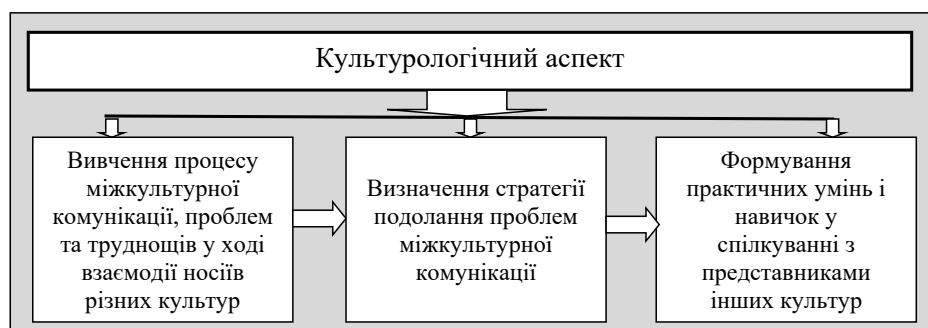 Культурологічний аспект
Вивчення процесу
міжкультурної
комунікації, проблем
та труднощів у ході
взаємодії носіїв
різних культур
Визначення стратегії
подолання проблем
міжкультурної
комунікації
Формування
практичних умінь і
навичок у
спілкуванні з
представниками
інших культур